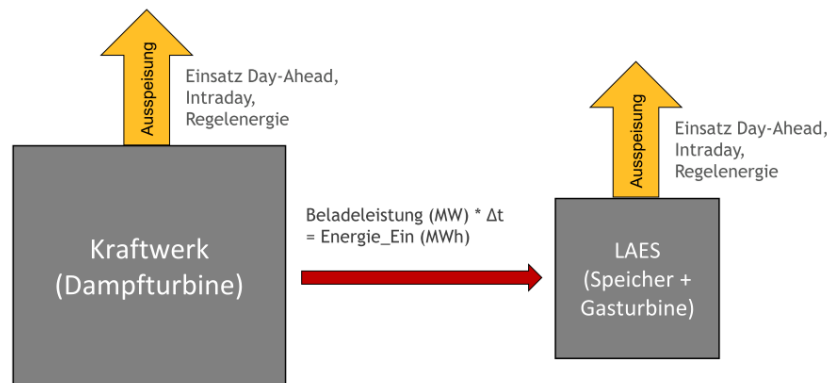 Ausspeisung
Einsatz Day-Ahead,
Intraday,
Regelenergie
Kraftwerk
(Dampfturbine)
Beladeleistung (MW) * Δt
= Energie_Ein (MWh)
Ausspeisung
Einsatz Day-Ahead,
Intraday,
Regelenergie
LAES
(Speicher +
Gasturbine)